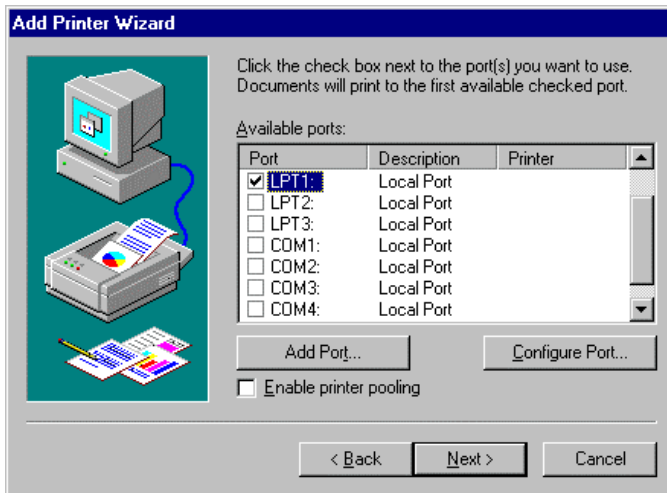 Add Printer Wizard
Click the check box next to the port(s) you want to use.
Documents will print to the first available checked port.
Available ports:
Port Description Printer
LPT1: Local Port
LPT2: Local Port
LPT3: Local Port
COM1: Local Port
COM2: Local Port
COM3: Local Port
COM4: Local Port
Add Port... Configure Port...
Enable printer pooling
< Back Next > Cancel